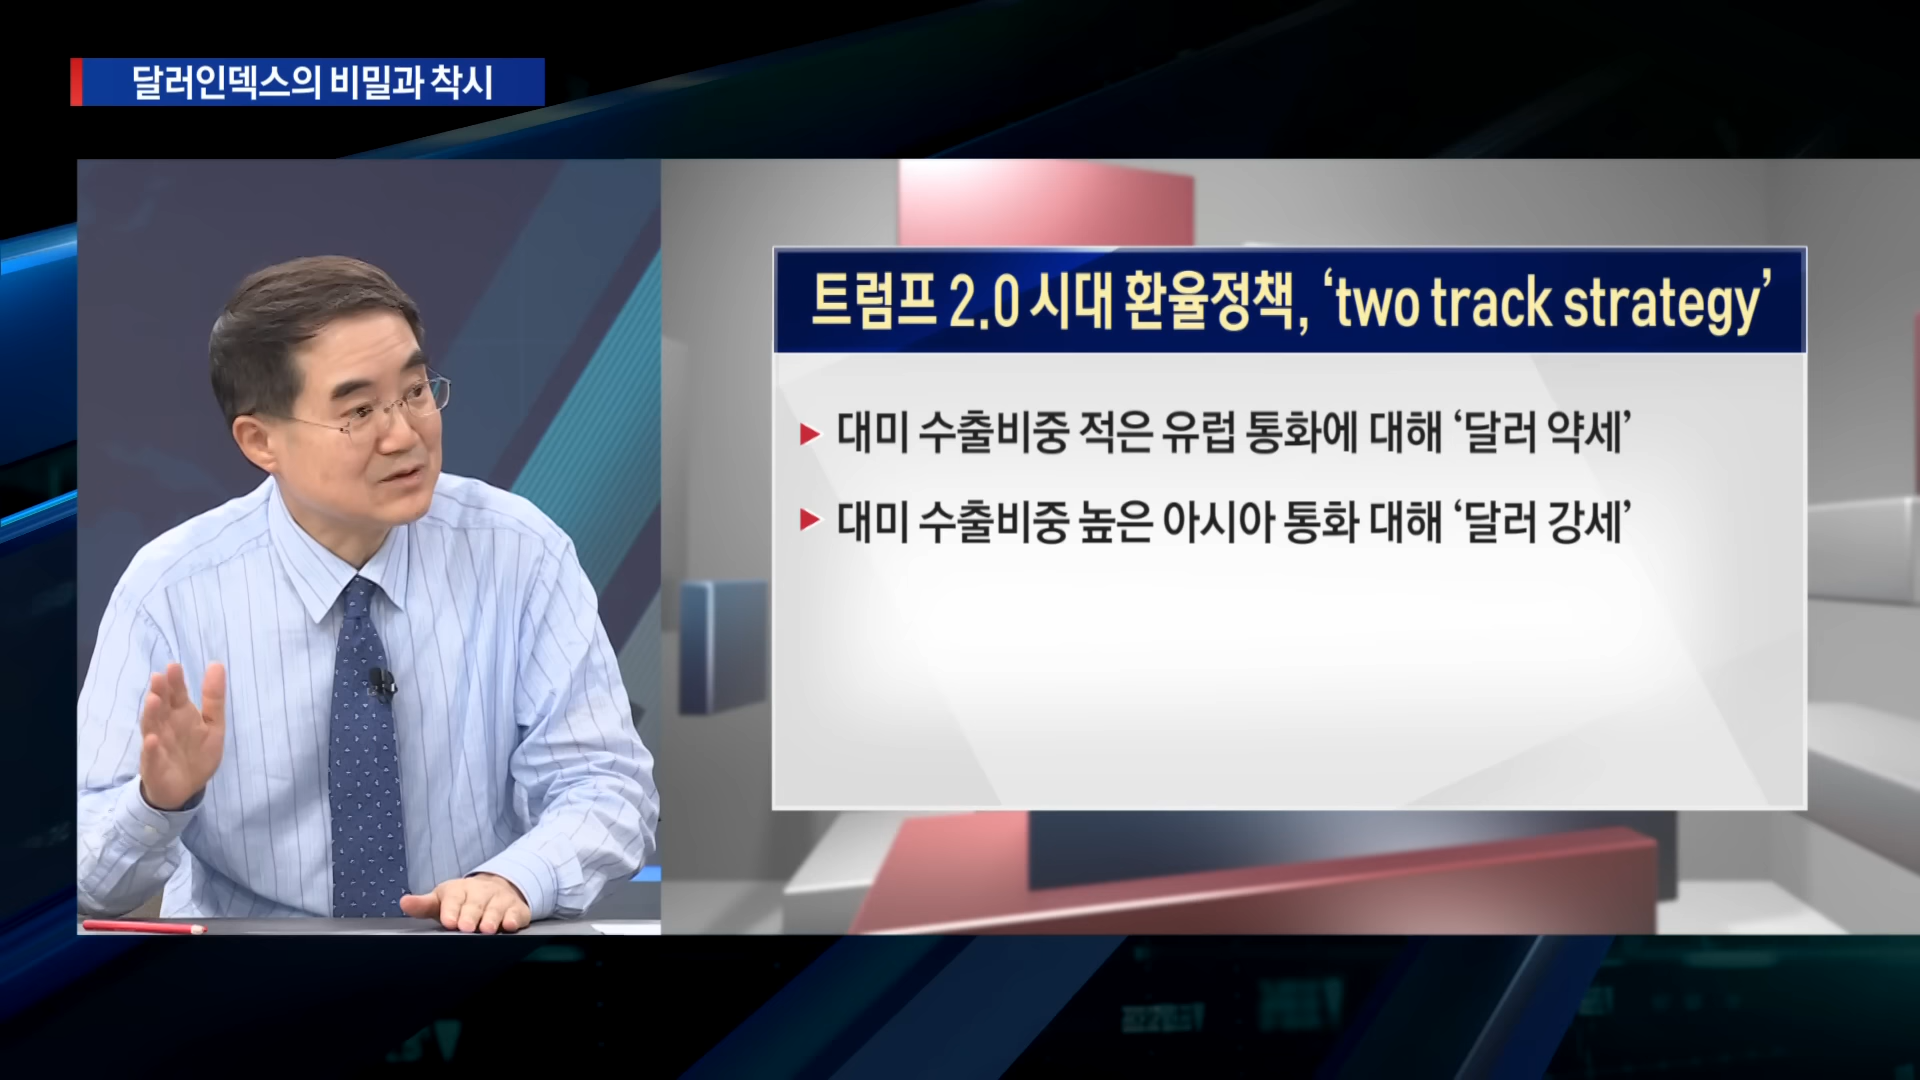 달러인덱스의 비밀과 착시
트럼프 2.0 시대 환율정책, ‘two track strategy’
▶ 대미 수출비중 적은 유럽 통화에 대해 ‘달러 약세’
▶ 대미 수출비중 높은 아시아 통화 대해 ‘달러 강세’